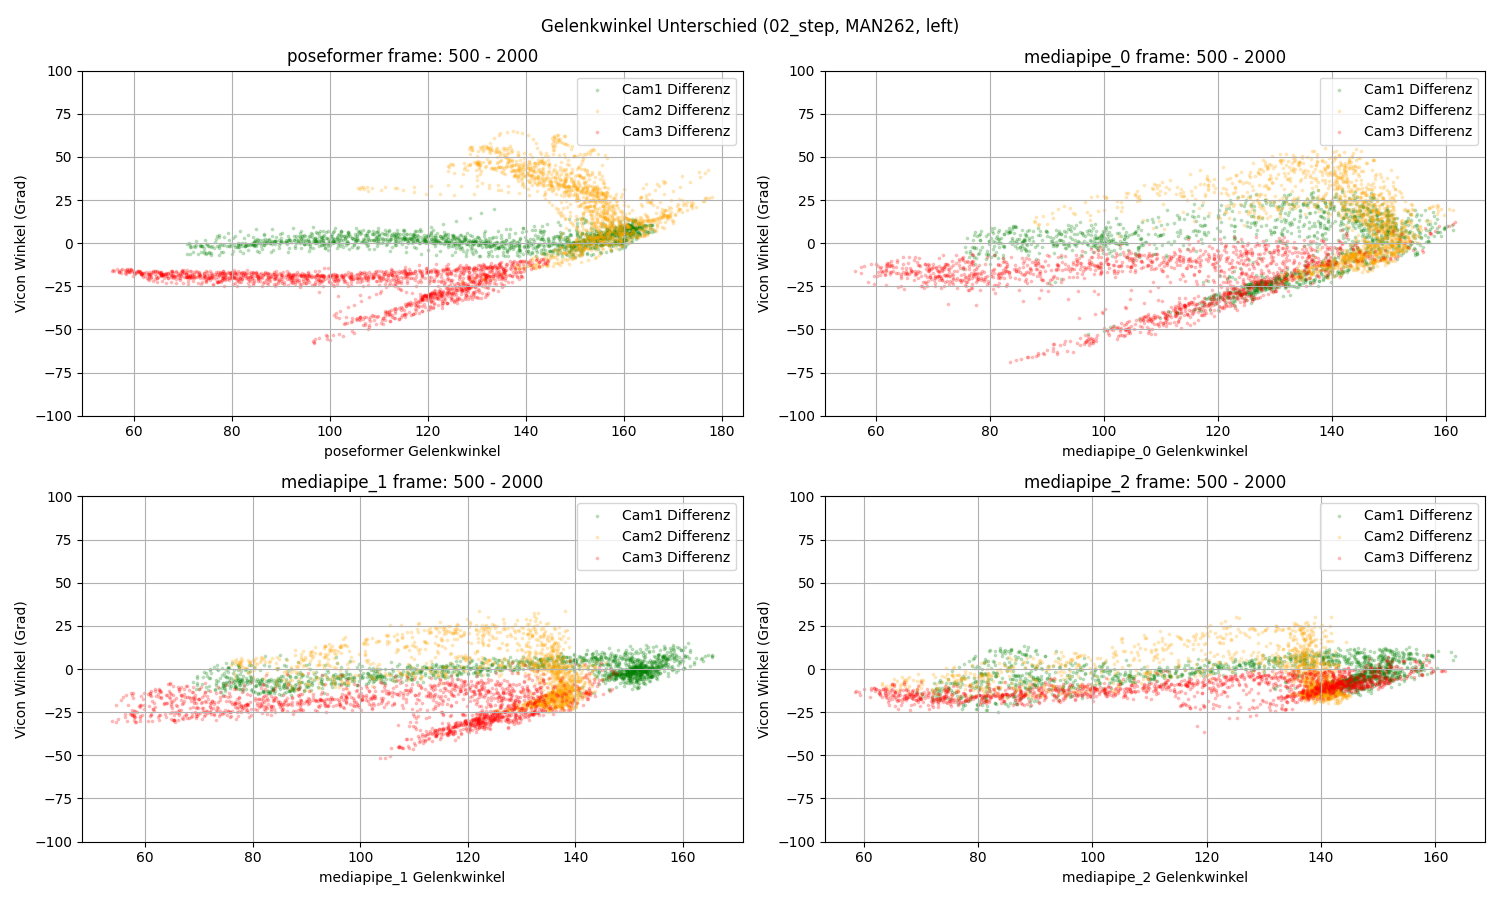 Gelenkwinkel Unterschied (02_step, MAN262, left)
poseformer frame: 500 - 2000
100
75
50
25
0
−25
−50
−75
−100
Vicon Winkel (Grad)
Cam1 Differenz
Cam2 Differenz
Cam3 Differenz
60 80 100 120 140 160 180
poseformer Gelenkwinkel
mediapipe_0 frame: 500 - 2000
100
75
50
25
0
−25
−50
−75
−100
Vicon Winkel (Grad)
Cam1 Differenz
Cam2 Differenz
Cam3 Differenz
60 80 100 120 140 160
mediapipe_0 Gelenkwinkel
mediapipe_1 frame: 500 - 2000
100
75
50
25
0
−25
−50
−75
−100
Vicon Winkel (Grad)
Cam1 Differenz
Cam2 Differenz
Cam3 Differenz
60 80 100 120 140 160
mediapipe_1 Gelenkwinkel
mediapipe_2 frame: 500 - 2000
100
75
50
25
0
−25
−50
−75
−100
Vicon Winkel (Grad)
Cam1 Differenz
Cam2 Differenz
Cam3 Differenz
60 80 100 120 140 160
mediapipe_2 Gelenkwinkel